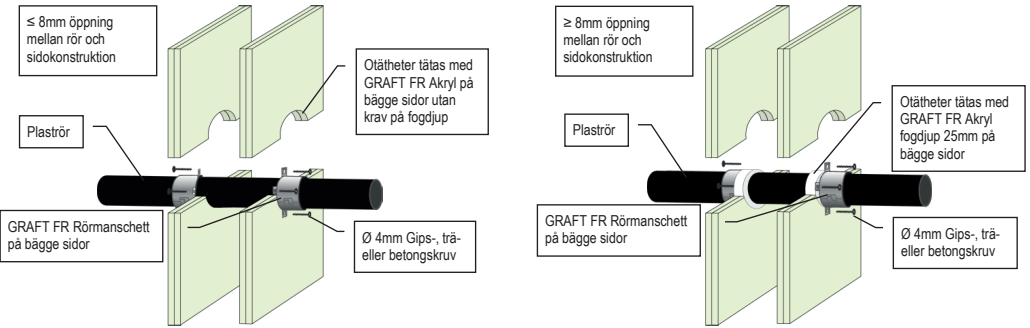 ≤ 8mm öppning
mellan rör och
sidokonstruktion
Otätheter tätas med
GRAFT FR Akryl på
bägge sidor utan
krav på fogdjup
Plaströr
GRAFT FR Rörmanschett
på bägge sidor
Ø 4mm Gips-, trä-
eller betongskruv
≥ 8mm öppning
mellan rör och
sidokonstruktion
Otätheter tätas med
GRAFT FR Akryl
fogdjup 25mm på
bägge sidor
Plaströr
GRAFT FR Rörmanschett
på bägge sidor
Ø 4mm Gips-, trä-
eller betongskruv